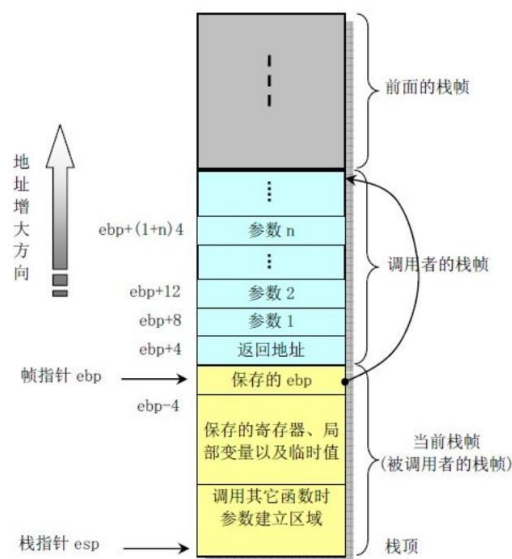 前面的栈帧
地址增大方向
ebp+(1+n)4
参数 n
调用者的栈帧
ebp+12
参数 2
ebp+8
参数 1
ebp+4
返回地址
帧指针 ebp
保存的 ebp
ebp-4
保存的寄存器、局
部变量以及临时值
当前栈帧
(被调用者的栈帧)
调用其它函数时
参数建立区域
栈指针 esp
栈顶